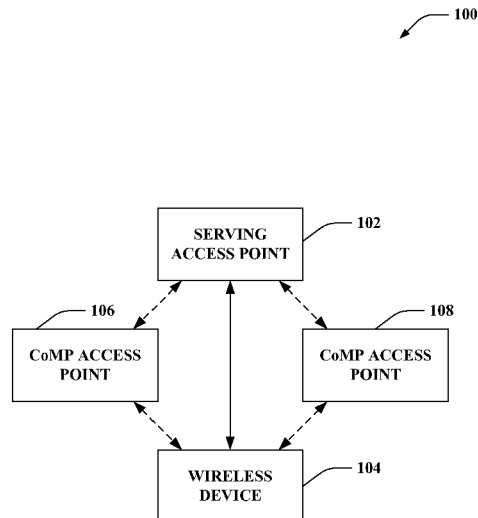 100
SERVING
ACCESS POINT
102
106
CoMP ACCESS
POINT
108
CoMP ACCESS
POINT
WIRELESS
DEVICE
104